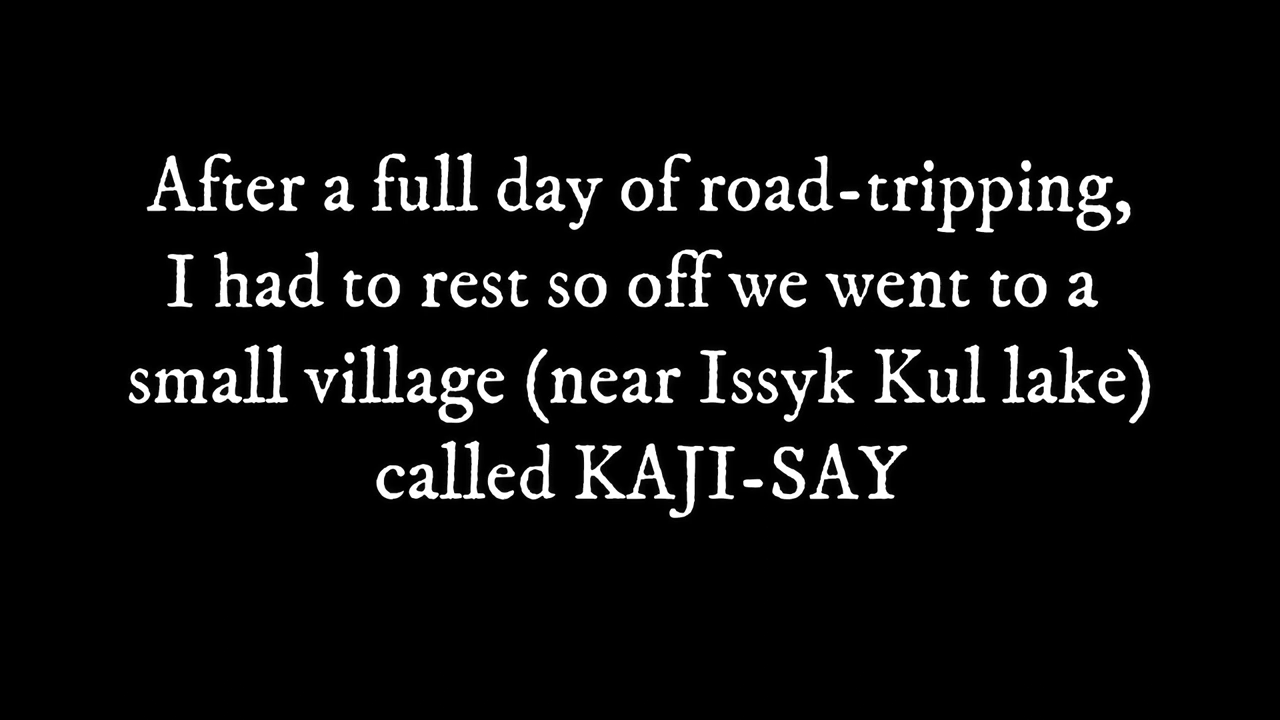 After a full day of road-tripping,
I had to rest so off we went to a
small village (near Issyk Kul lake)
called KAJI-SAY